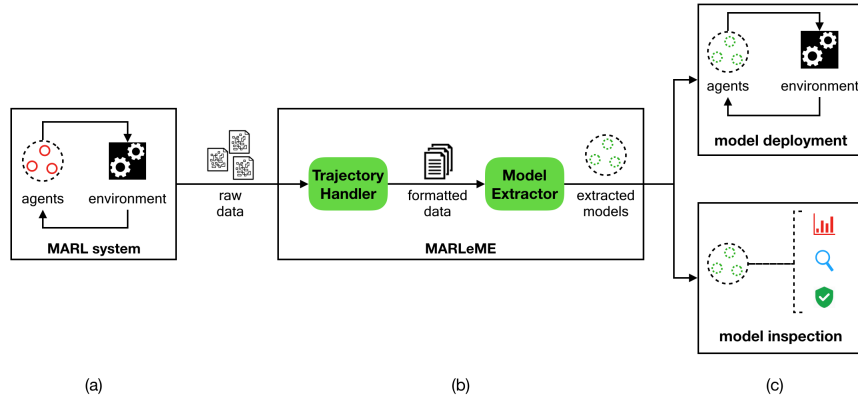 agents
environment
MARL system
raw
data
Trajectory
Handler
formatted
data
Model
Extractor
extracted
models
MARLeME
agents
environment
model deployment
model inspection
(a)
(b)
(c)